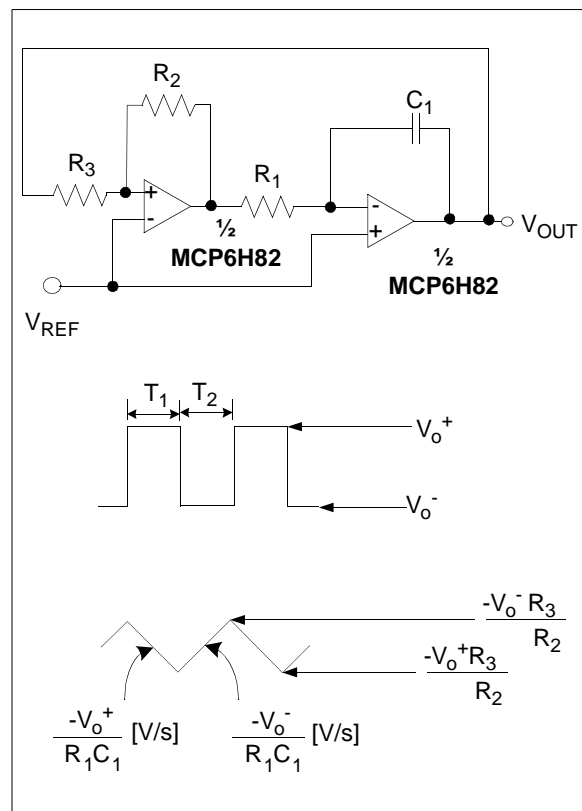 R2
C1
R3
R1
+
-
-
+
½
MCP6H82
½
MCP6H82
VOUT
VREF
T1 T2
Vo+
Vo-
-Vo- R3
R2
-Vo+R3
R2
-Vo+ [V/s]
R1C1
-Vo- [V/s]
R1C1